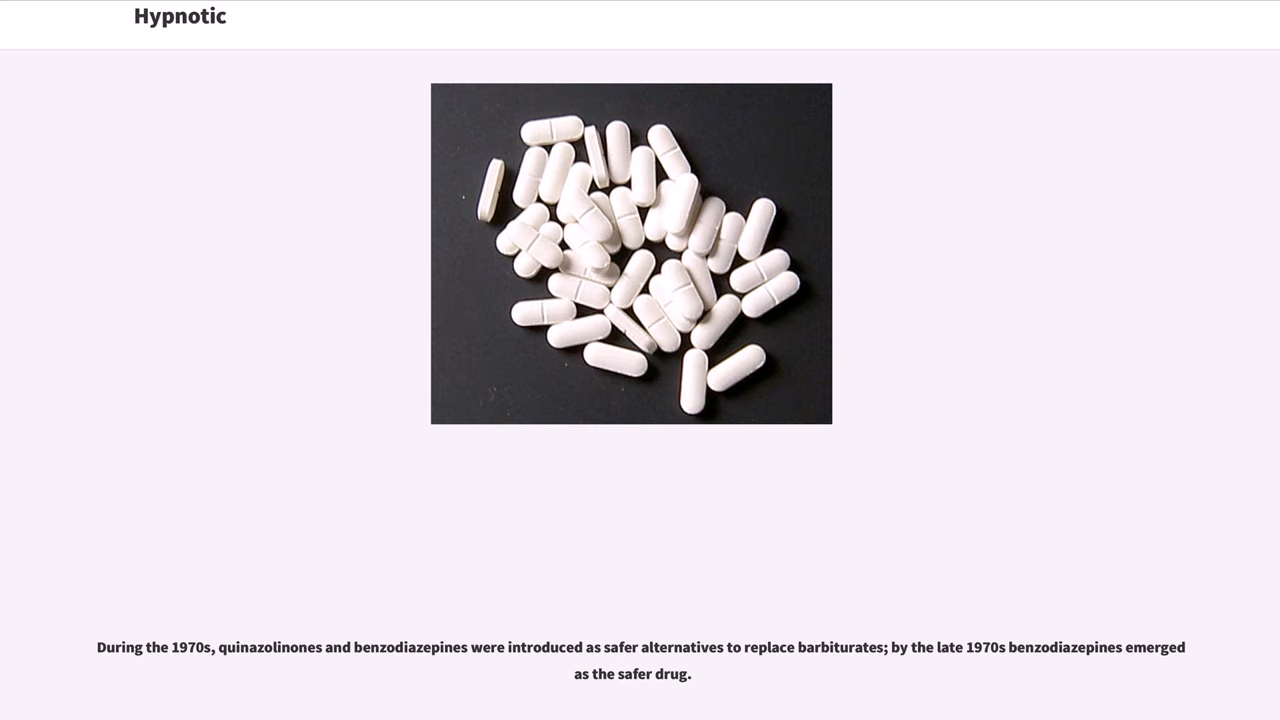 Hypnotic
During the 1970s, quinazolinones and benzodiazepines were introduced as safer alternatives to replace barbiturates; by the late 1970s benzodiazepines emerged
as the safer drug.